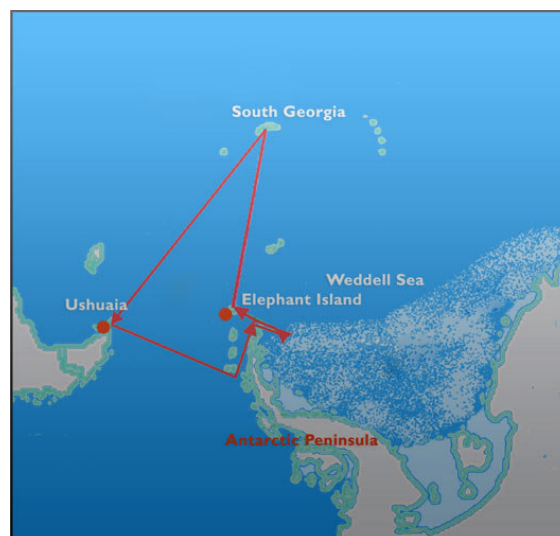 South Georgia
Weddell Sea
Ushuaia
Elephant Island
Antarctic Peninsula